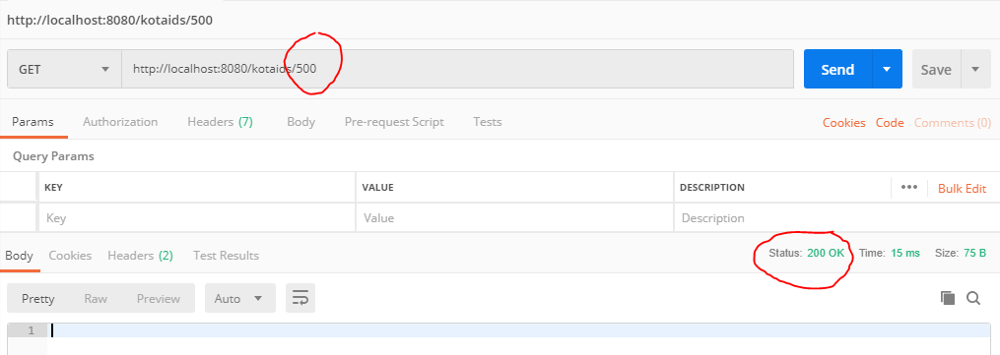 http://localhost:8080/kotaids/500
GET http://localhost:8080/kotaids/500 Send Save
Params Authorization Headers (7) Body Pre-request Script Tests Cookies Code Comments (0)
Query Params
KEY VALUE DESCRIPTION ••• Bulk Edit
Key Value Description
Body Cookies Headers (2) Test Results Status: 200 OK Time: 15 ms Size: 75 B
Pretty Raw Preview Auto
1